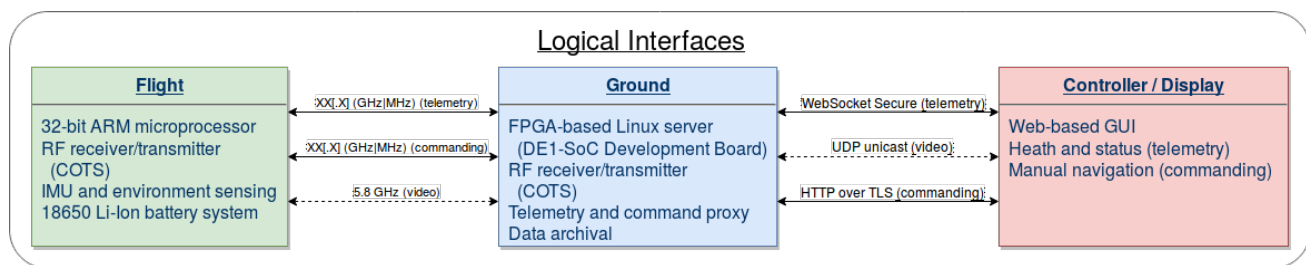 Logical Interfaces
Flight
32-bit ARM microprocessor
RF receiver/transmitter
(COTS)
IMU and environment sensing
18650 Li-Ion battery system
XX[.X] (GHz|MHz) (telemetry)
XX[.X] (GHz|MHz) (commanding)
5.8 GHz (video)
Ground
FPGA-based Linux server
(DE1-SoC Development Board)
RF receiver/transmitter
(COTS)
Telemetry and command proxy
Data archival
WebSocket Secure (telemetry)
UDP unicast (video)
HTTP over TLS (commanding)
Controller / Display
Web-based GUI
Heath and status (telemetry)
Manual navigation (commanding)